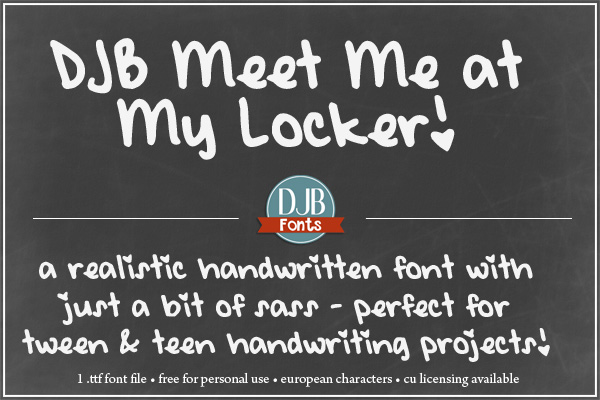 DJB Meet Me at
My Locker!
DJB
Fonts
a realistic handwritten font with
just a bit of sass - perfect for
tween & teen handwriting projects!
1 .ttf font file • free for personal use • european characters • cu licensing available